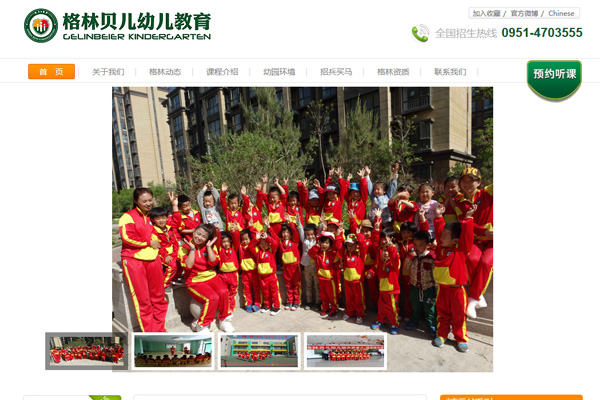 格林贝儿幼儿教育
GELINBEIER KINDERGARTEN
加入收藏 / 官方微博 / Chinese
全国招生热线 0951-4703555
首 页 关于我们 格林动态 课程介绍 幼园环境 招兵买马 格林资质 联系我们
预约听课